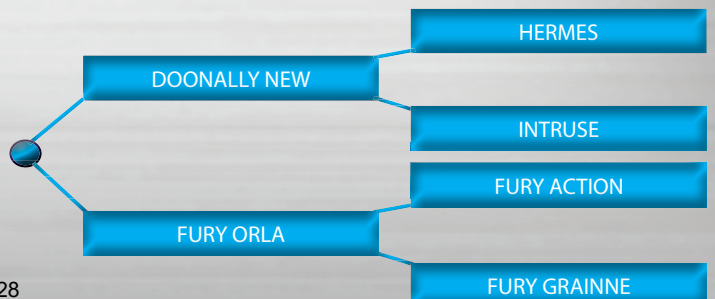 HERMES
DOONALLY NEW
INTRUSE
FURY ACTION
FURY ORLA
FURY GRAINNE
28